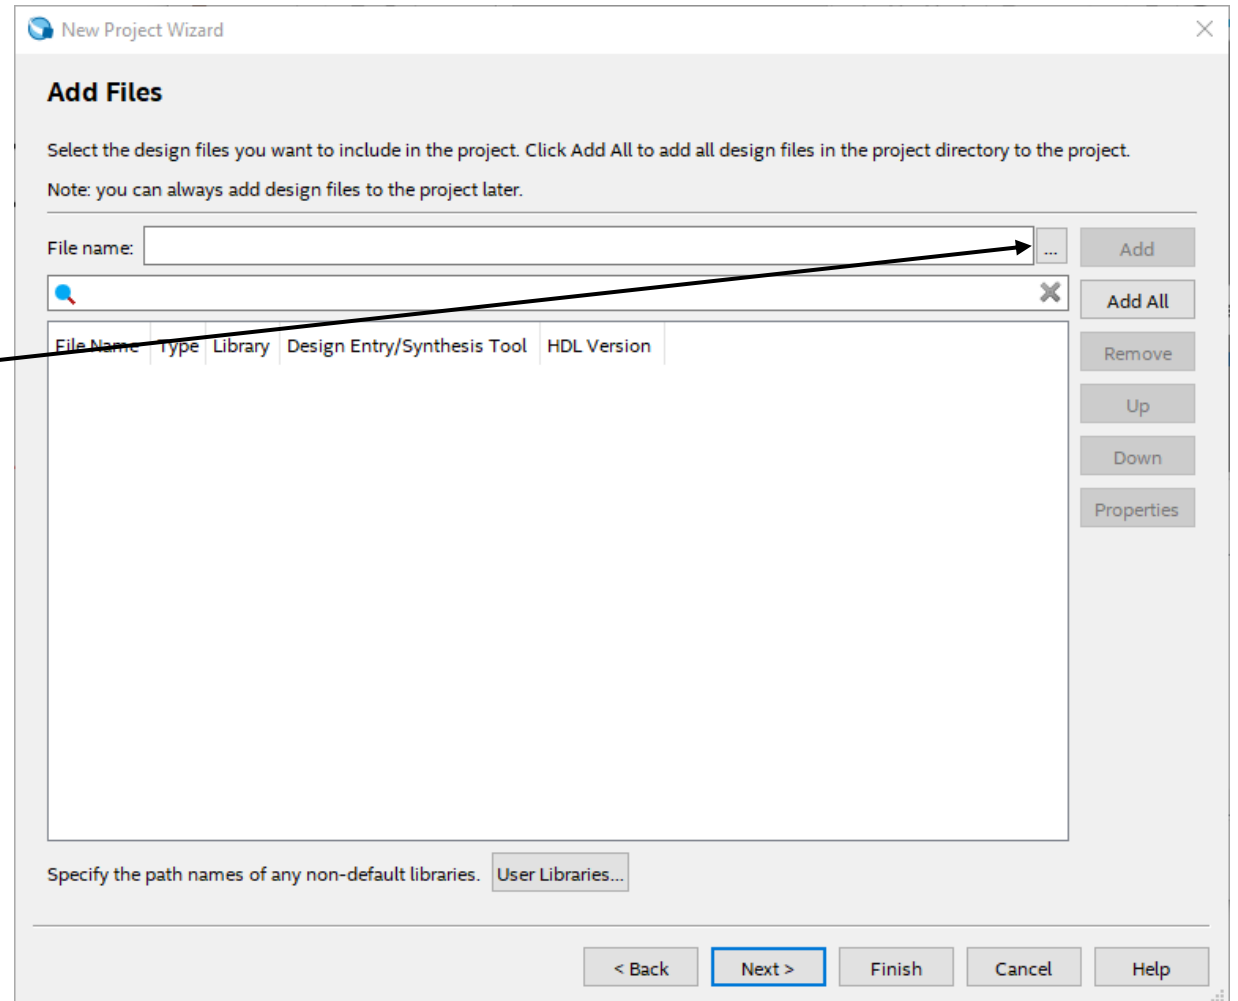 New Project Wizard
Add Files
Select the design files you want to include in the project. Click Add All to add all design files in the project directory to the project.
Note: you can always add design files to the project later.
File name: ... Add
Add All
File Name Type Library Design Entry/Synthesis Tool HDL Version
Remove
Up
Down
Properties
Specify the path names of any non-default libraries. User Libraries...
< Back Next > Finish Cancel Help